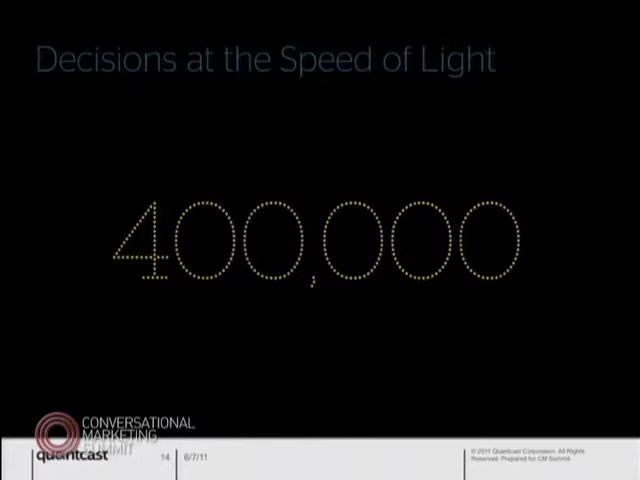 Decisions at the Speed of Light
400,000
CONVERSATIONAL
MARKETING
SUMMIT
quantcast
14
6/7/11
© 2011 Quantcast Corporation. All Rights
Reserved. Prepared for CM Summit